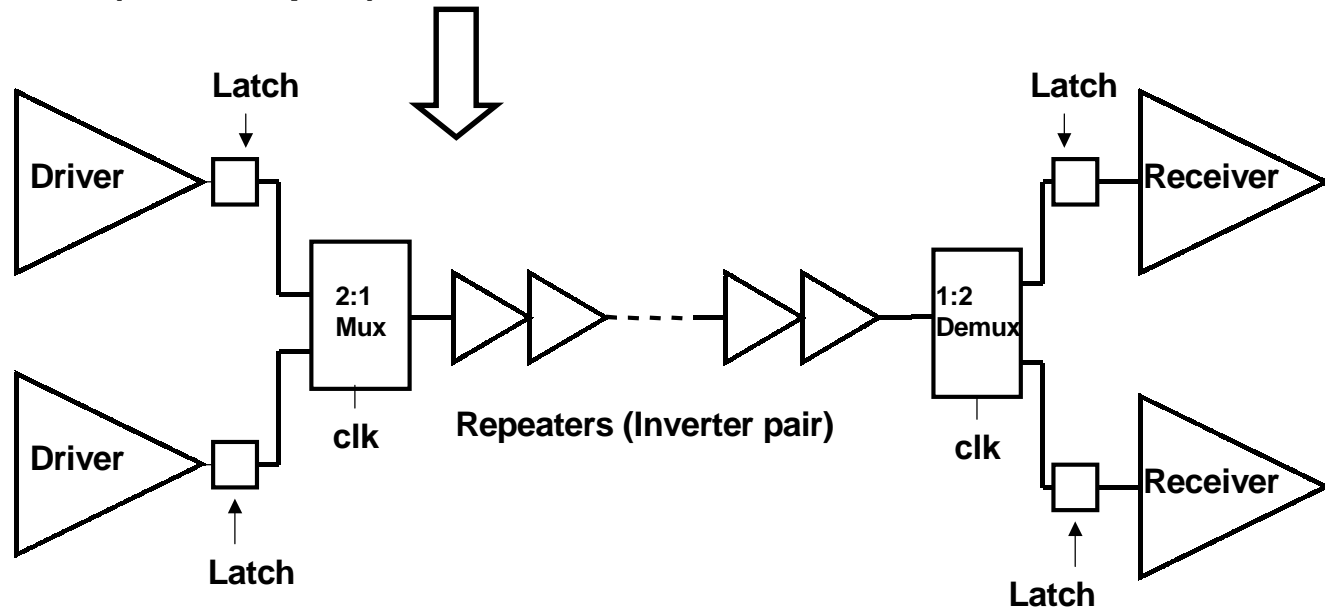 Latch
Latch
Driver
Receiver
2:1
Mux
1:2
Demux
clk
Repeaters (Inverter pair)
clk
Driver
Receiver
Latch
Latch